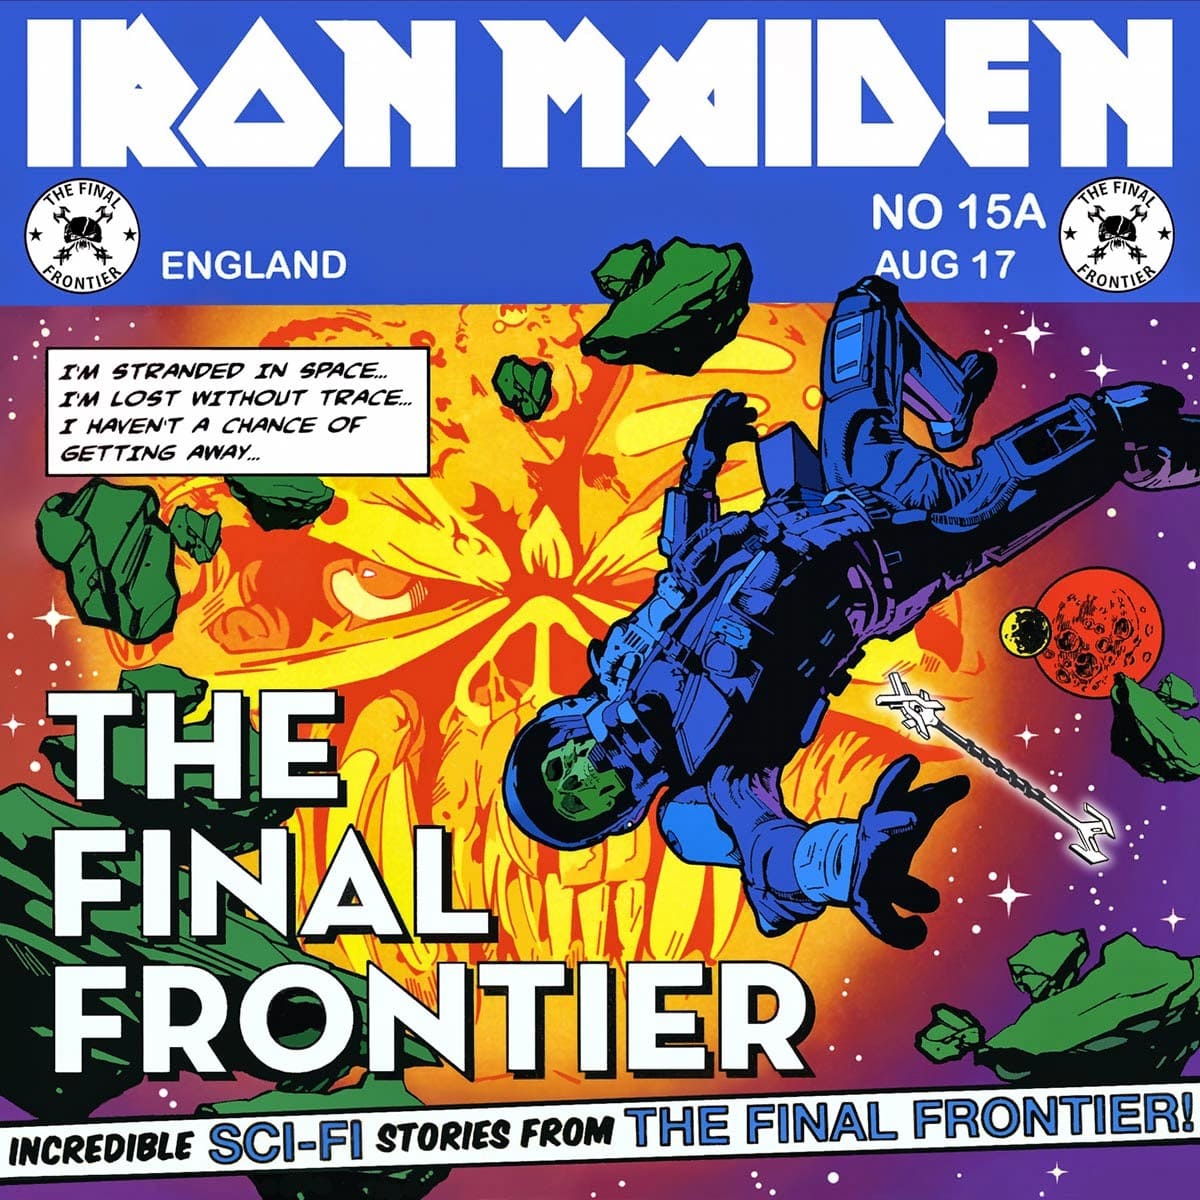 IRON MAIDEN
THE FINAL
FRONTIER
ENGLAND
NO 15A
AUG 17
THE FINAL
FRONTIER
I'M STRANDED IN SPACE...
I'M LOST WITHOUT TRACE...
I HAVEN'T A CHANCE OF
GETTING AWAY...
THE
FINAL
FRONTIER
INCREDIBLE SCI-FI STORIES FROM THE FINAL FRONTIER!